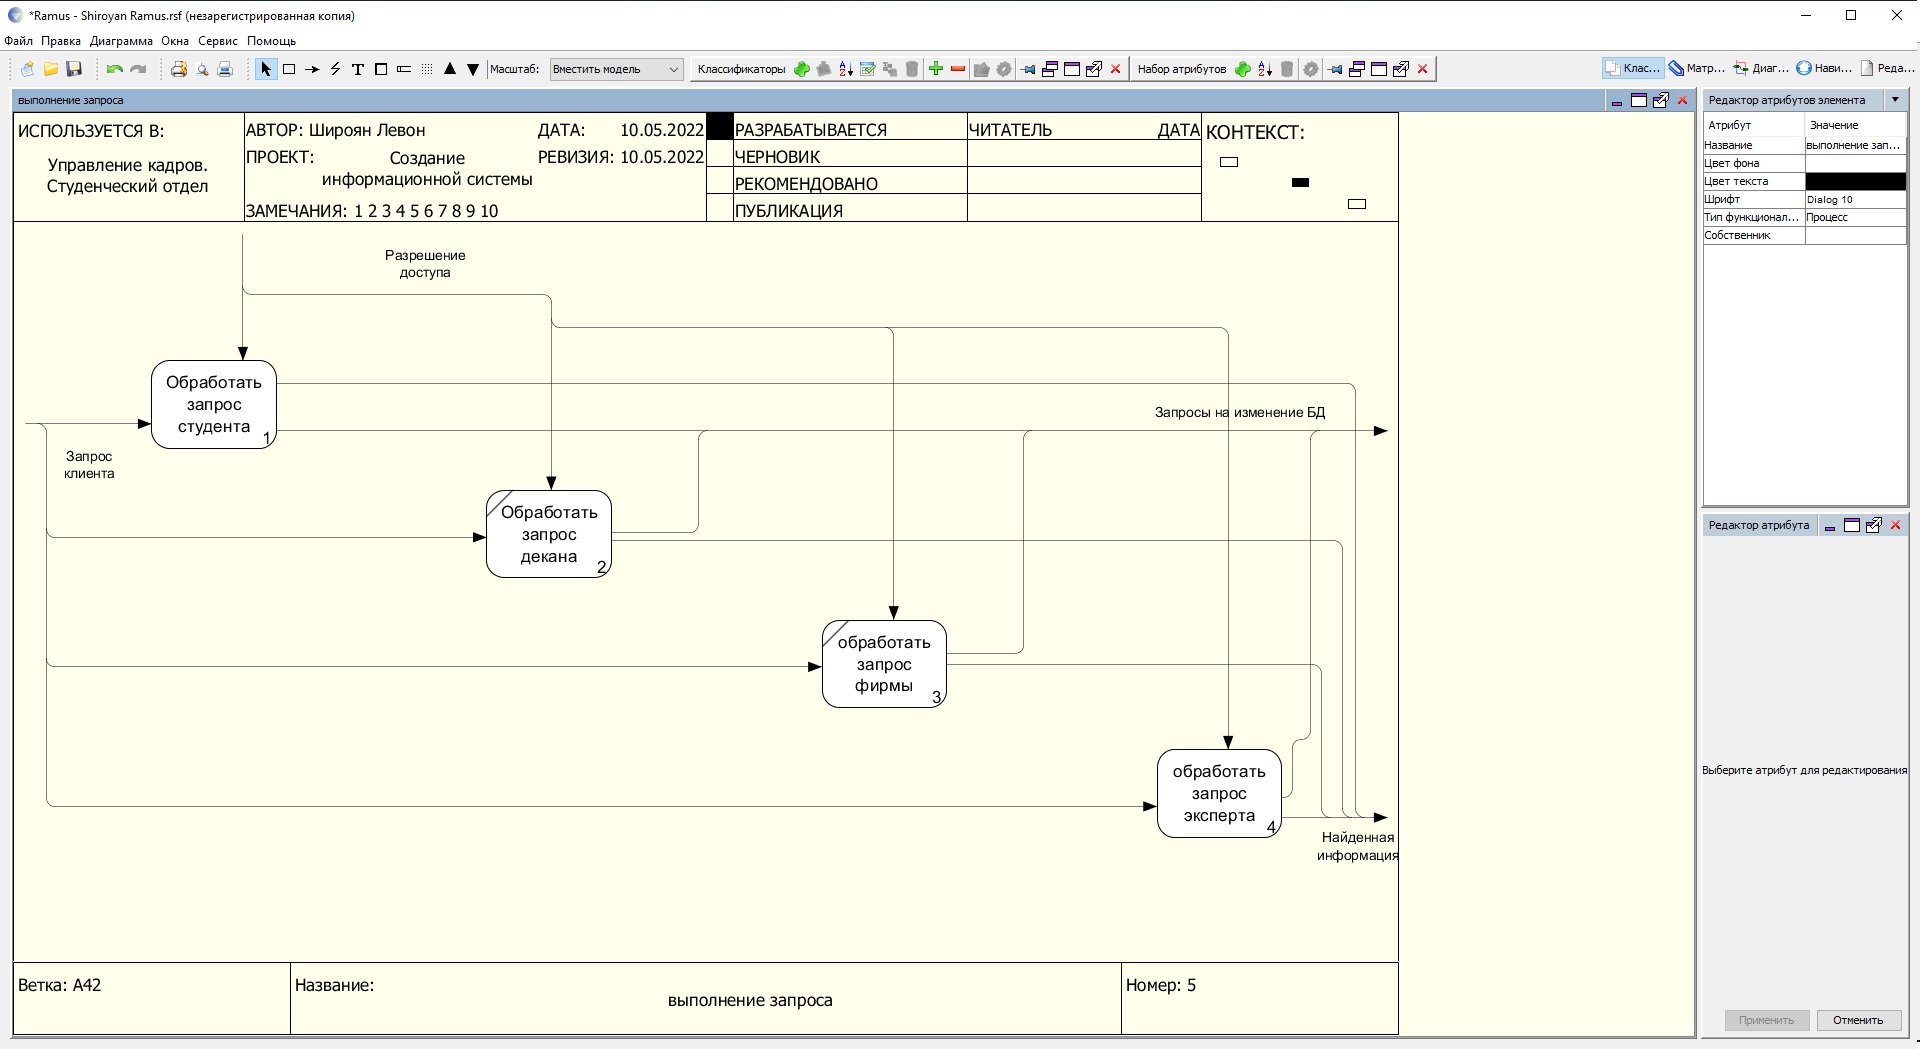 *Ramus - Shiroyan Ramus.rsf (незарегистрированная копия)
Файл Правка Диаграмма Окна Сервис Помощь
Масштаб: Вместить модель Классификаторы Набор атрибутов Клас... Матр... Диаг... Нави... Реда...
выполнение запроса
ИСПОЛЬЗУЕТСЯ В:
Управление кадров.
Студенческий отдел
АВТОР: Широян Левон
ДАТА: 10.05.2022
ПРОЕКТ: Создание
информационной системы
РЕВИЗИЯ: 10.05.2022
ЗАМЕЧАНИЯ: 1 2 3 4 5 6 7 8 9 10
РАЗРАБАТЫВАЕТСЯ
ЧЕРНОВИК
РЕКОМЕНДОВАНО
ПУБЛИКАЦИЯ
ЧИТАТЕЛЬ ДАТА
КОНТЕКСТ:
Разрешение
доступа
Обработать
запрос
студента
1
Запросы на изменение БД
Запрос
клиента
Обработать
запрос
декана
2
обработать
запрос
фирмы
3
обработать
запрос
эксперта
4
Найденная
информация
Ветка: A42
Название:
выполнение запроса
Номер: 5
Редактор атрибутов элемента
Атрибут Значение
Название выполнение зап...
Цвет фона
Цвет текста
Шрифт Dialog 10
Тип функционал... Процесс
Собственник
Редактор атрибута
Выберите атрибут для редактирования
Применить Отменить